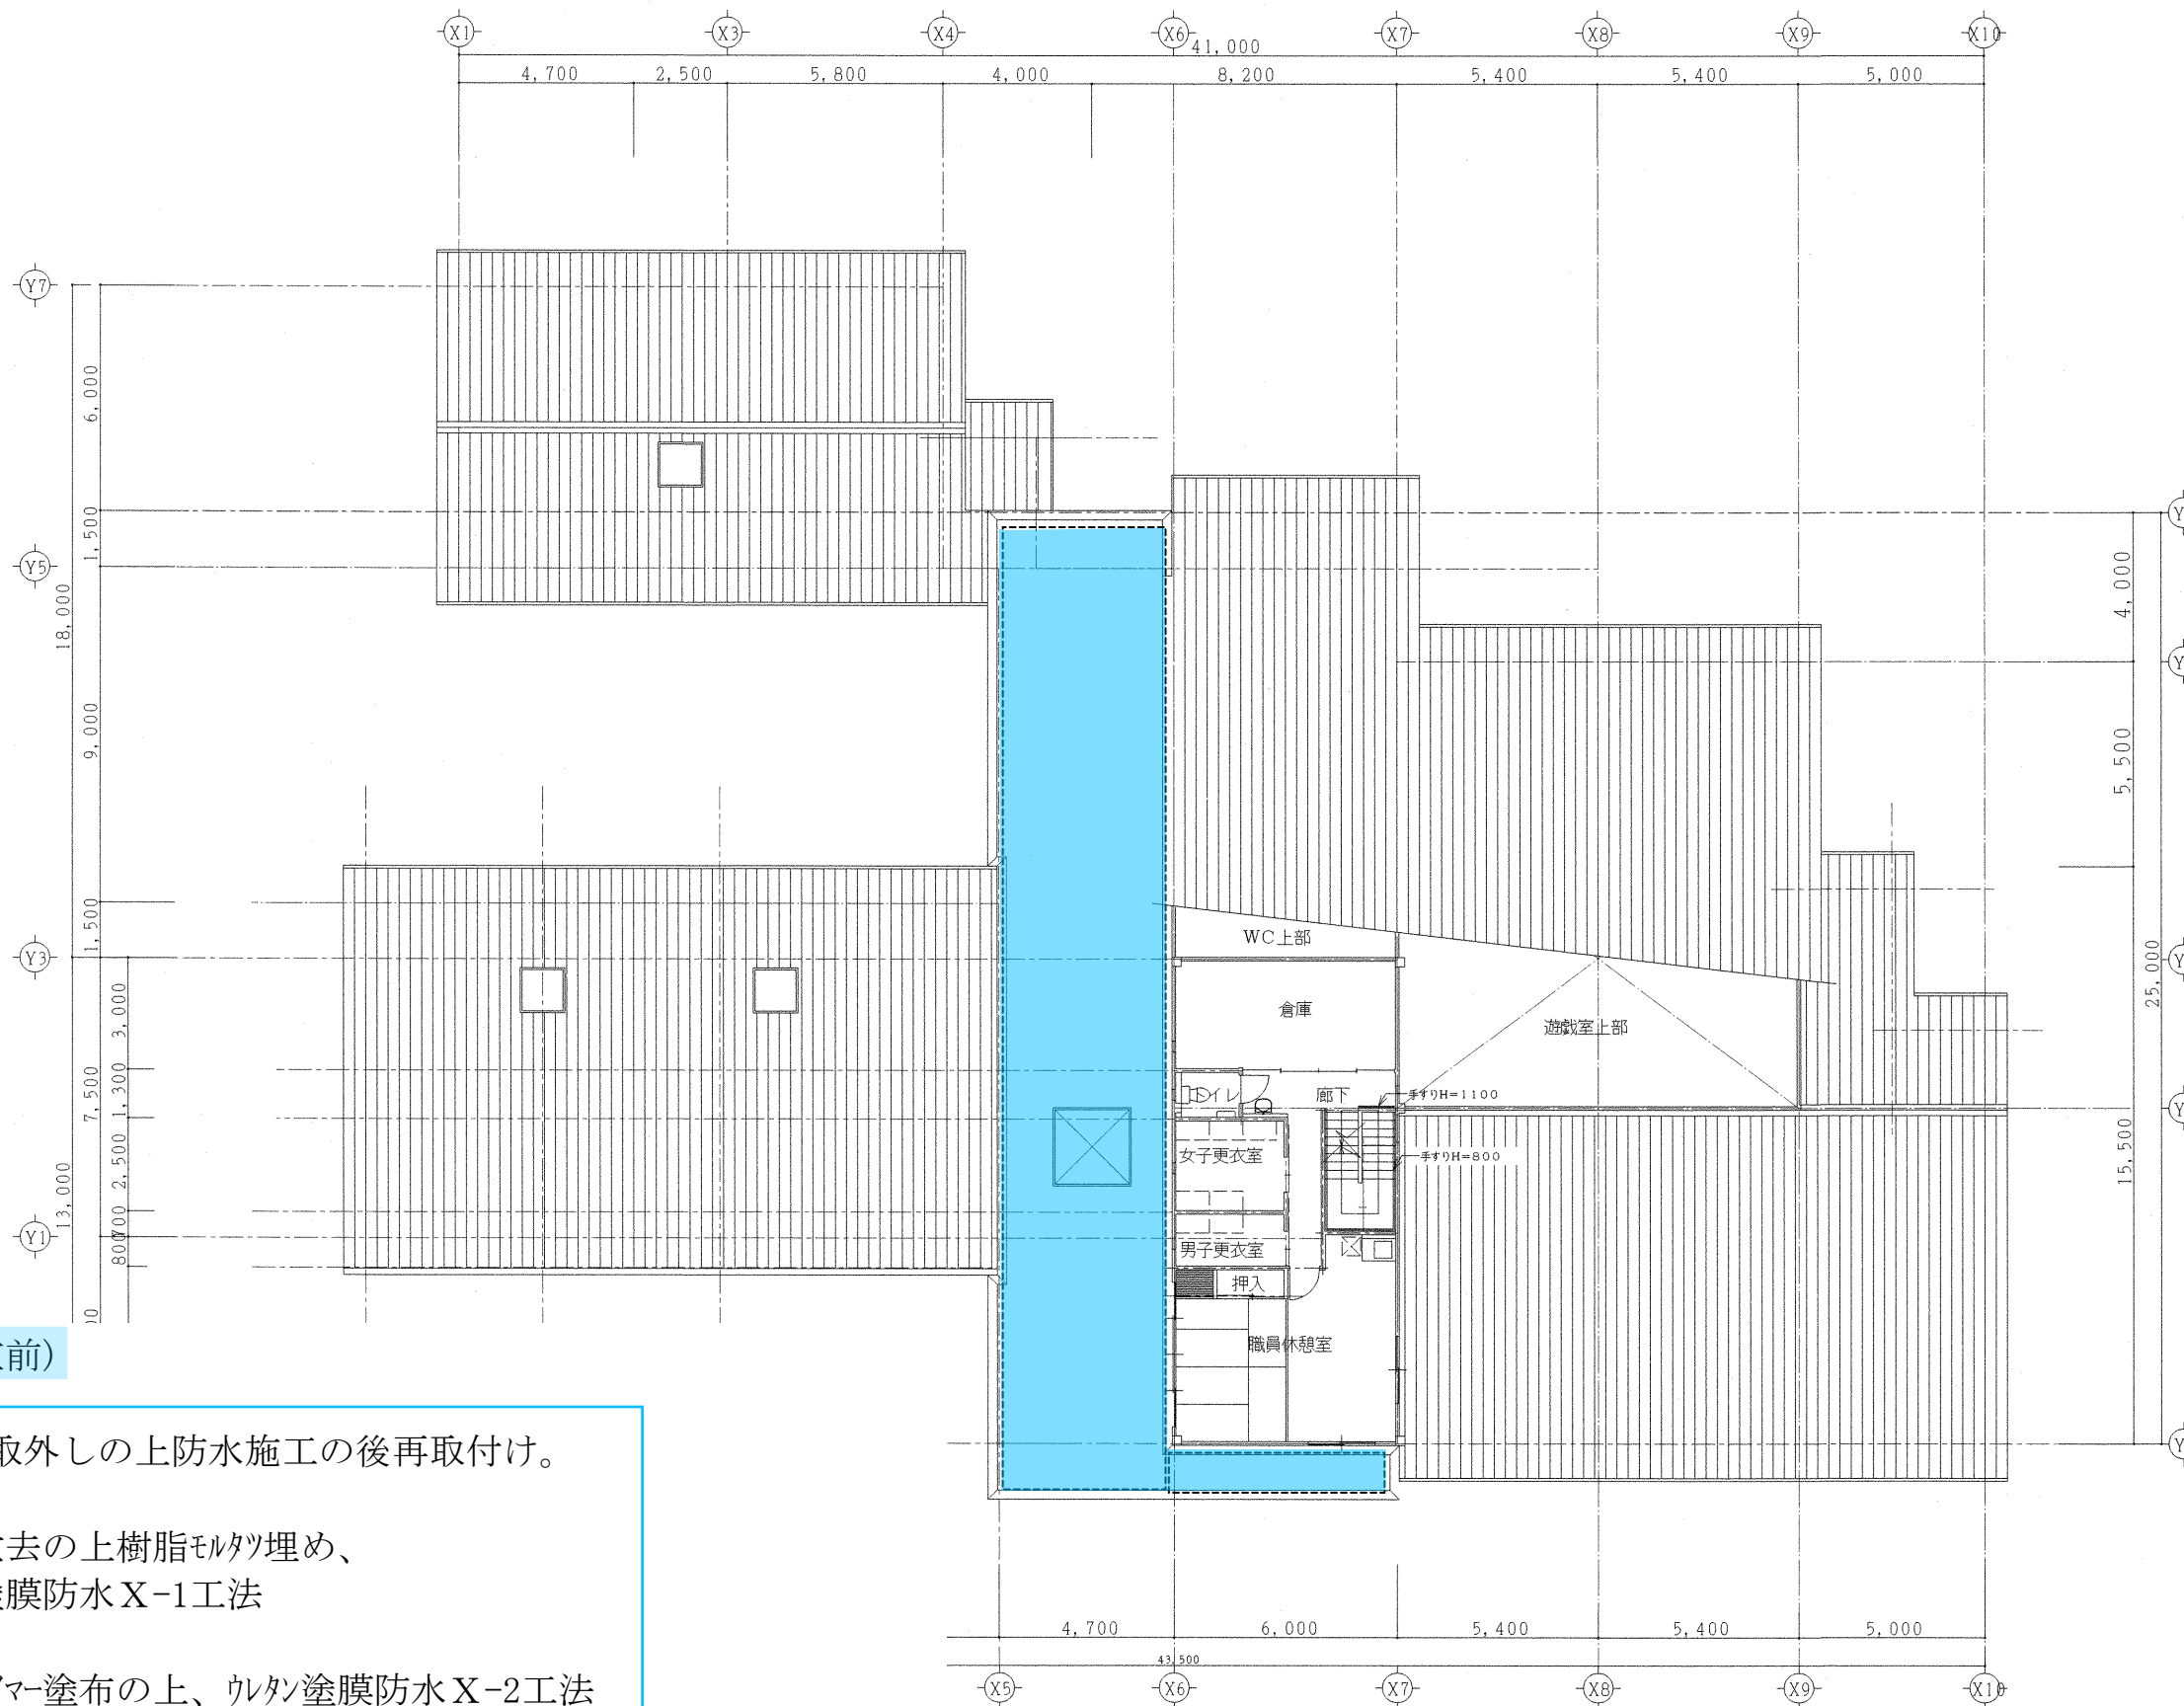 X1 X3 X4 X6 X7 X8 X9 X10
41,000
4,700 2,500 5,800 4,000 8,200 5,400 5,400 5,000
Y7
6,000
1,500
Y5
18,000
9,000
1,500
Y3
3,000
7,500
1,300
2,500
13,000
700
Y1
800
4,000
5,500
25,000
15,500
WC上部
倉庫
遊戯室上部
トイレ
廊下
手すりH=1100
女子更衣室
手すりH=800
男子更衣室
押入
職員休憩室
前)
取外しの上防水施工の後再取付け。
去の上樹脂ﾓﾙﾀﾂ埋め、
膜防水X-1工法
ﾏｰ塗布の上、ｳﾚﾀﾝ塗膜防水X-2工法
4,700 6,000 5,400 5,400 5,000
43,500
X5 X6 X7 X8 X9 X10